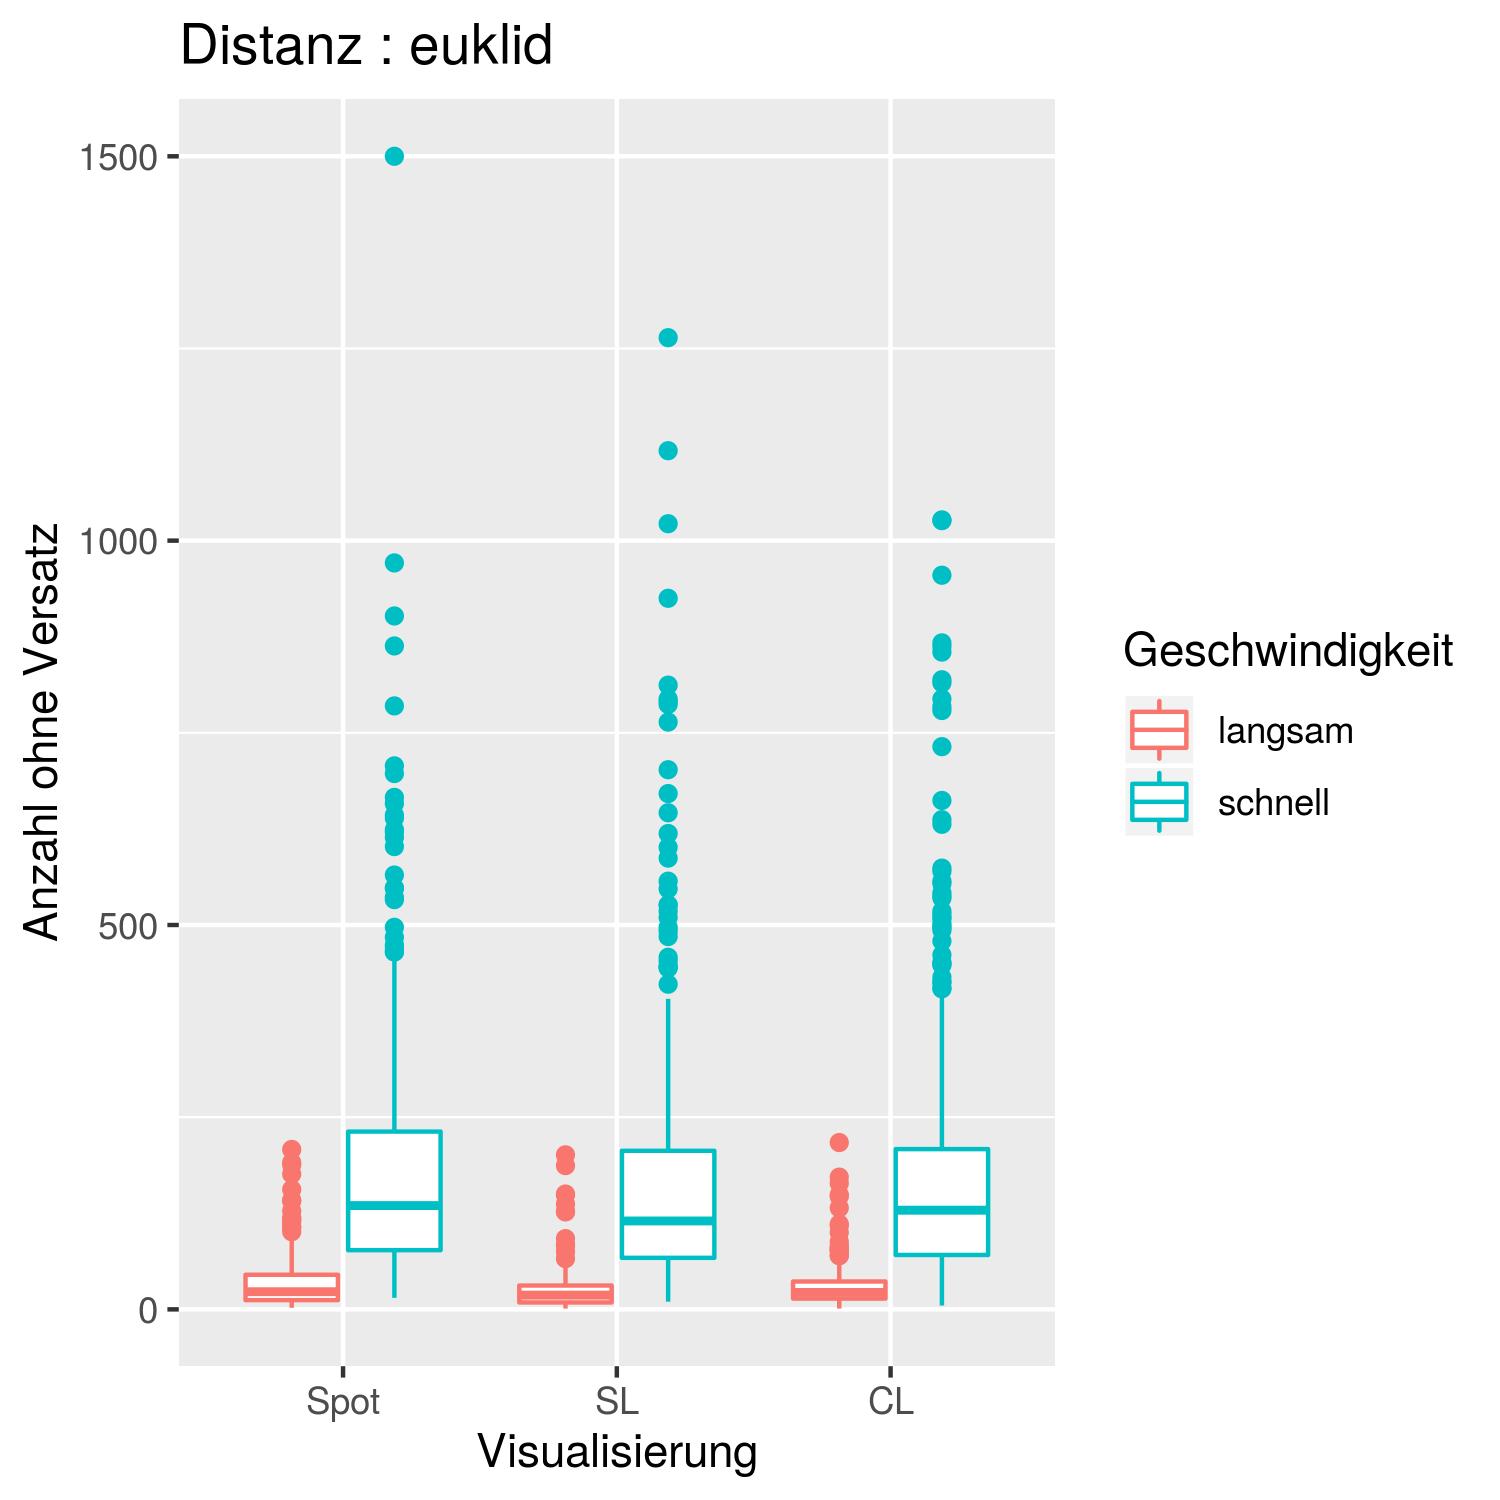 Distanz : euklid
1500
1000
500
0
Anzahl ohne Versatz
Spot
SL
CL
Visualisierung
Geschwindigkeit
langsam
schnell